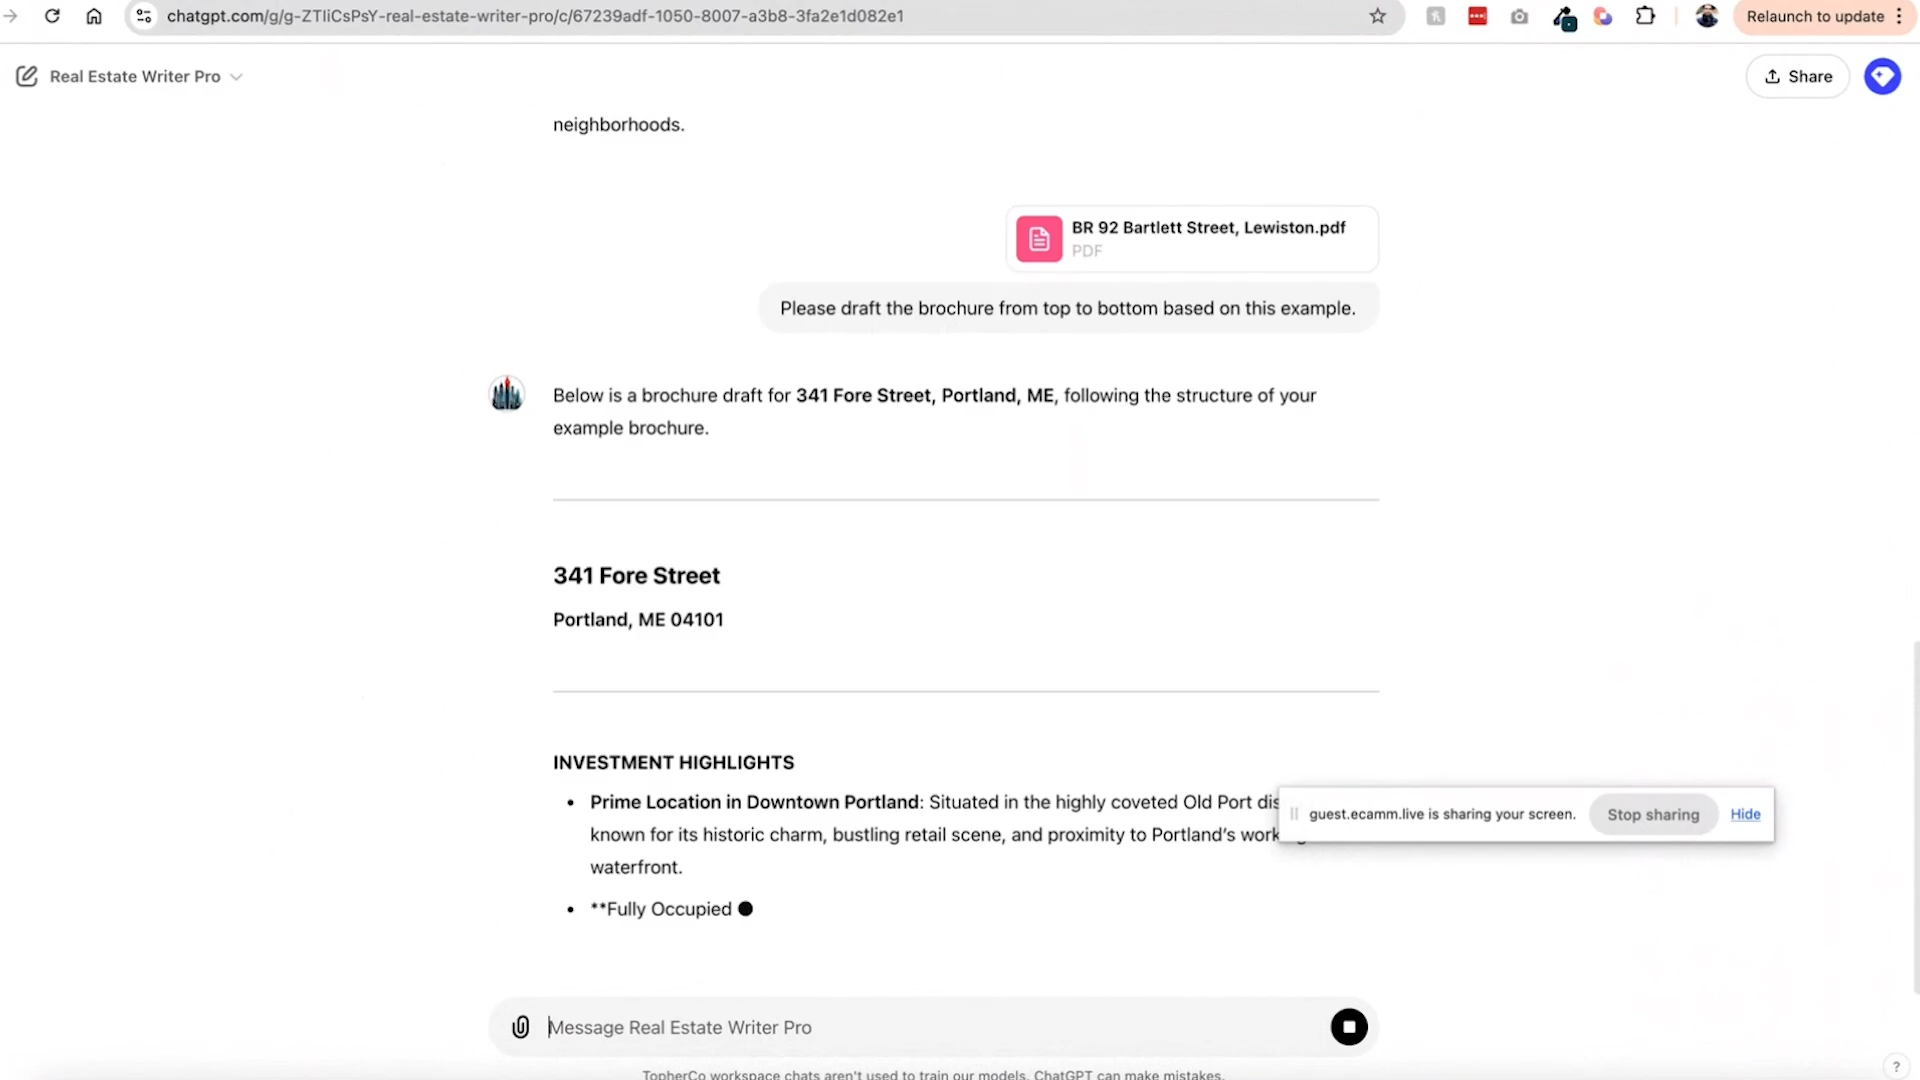 chatgpt.com/g/g-ZTIiCsPsY-real-estate-writer-pro/c/67239adf-1050-8007-a3b8-3fa2e1d082e1
Relaunch to update
Real Estate Writer Pro
Share
neighborhoods.
BR 92 Bartlett Street, Lewiston.pdf
PDF
Please draft the brochure from top to bottom based on this example.
Below is a brochure draft for 341 Fore Street, Portland, ME, following the structure of your
example brochure.
341 Fore Street
Portland, ME 04101
INVESTMENT HIGHLIGHTS
• Prime Location in Downtown Portland: Situated in the highly coveted Old Port
known for its historic charm, bustling retail scene, and proximity to Portland's
waterfront.
guest.ecamm.live is sharing your screen.
Stop sharing
Hide
• **Fully Occupied
Message Real Estate Writer Pro
TopherCo workspace chats aren't used to train our models. ChatGPT can make mistakes.
?